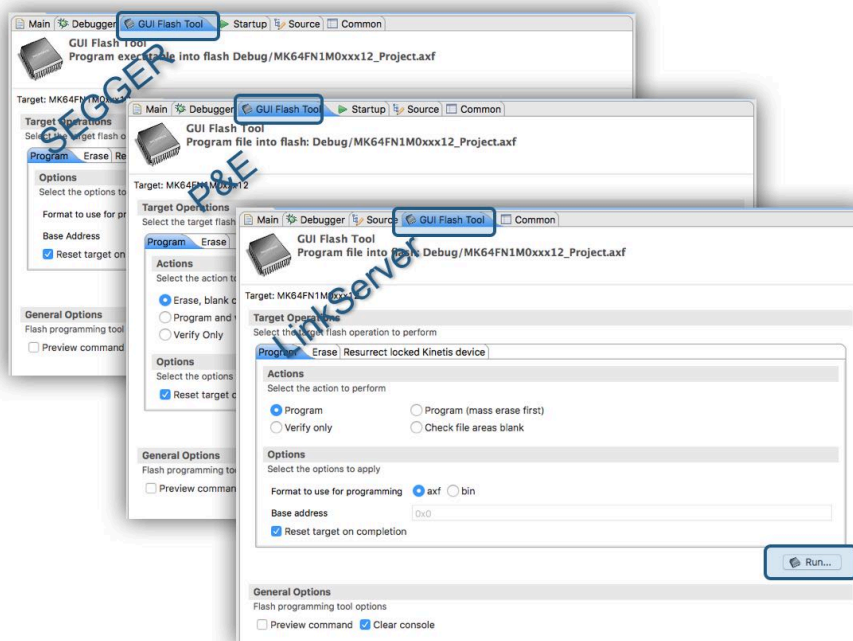 Main Debugger GUI Flash Tool Startup Source Common
GUI Flash Tool
Program executable into flash Debug/MK64FN1M0xxx12_Project.axf
SEGGER
Target: MK64FN1M0xxx1
Target Operations
Select the target flash o
Program Erase Re
Options
Select the options to
Format to use for pr
Base Address
Reset target on
General Options
Flash programming tool
Preview command
Main Debugger GUI Flash Tool Startup Source Common
GUI Flash Tool
Program file into flash: Debug/MK64FN1M0xxx12_Project.axf
P&E
Target: MK64FN1M0xxx12
Target Operations
Select the target flash
Program Erase
Actions
Select the action to
Erase, blank c
Program and v
Verify Only
Options
Select the options
Reset target o
General Options
Flash programming to
Preview comman
Main Debugger Source GUI Flash Tool Common
GUI Flash Tool
Program file into flash: Debug/MK64FN1M0xxx12_Project.axf
LinkServer
Target: MK64FN1M0xxx12
Target Operations
Select the target flash operation to perform
Program Erase Resurrect locked Kinetis device
Actions
Select the action to perform
Program Program (mass erase first)
Verify only Check file areas blank
Options
Select the options to apply
Format to use for programming axf bin
Base address 0x0
Reset target on completion
Run...
General Options
Flash programming tool options
Preview command Clear console